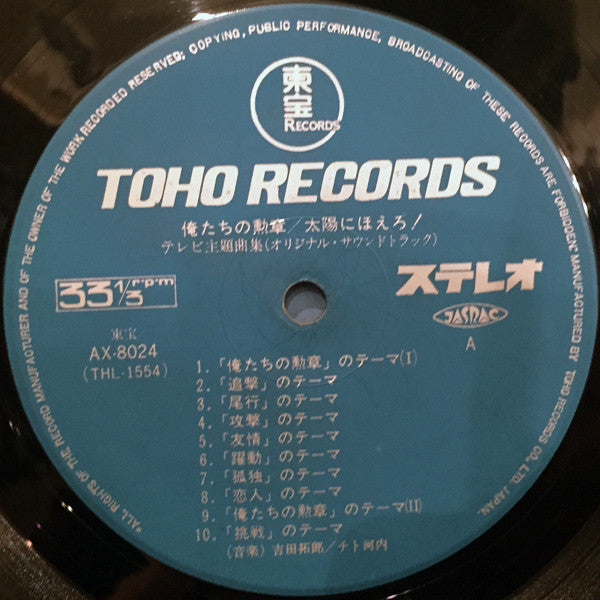 *ALL RIGHTS OF THE RECORD MANUFACTURER AND OF THE OWNER OF THE WORK RECORDED RESERVED; COPYING, PUBLIC PERFORMANCE, BROADCASTING OF THESE RECORDS ARE FORBIDDEN: MANUFACTURED BY TOHO RECORDS CO., LTD. JAPAN.
東宝
RECORDS
TOHO RECORDS
俺たちの勲章/太陽にほえろ!
テレビ主題曲集(オリジナル・サウンドトラック)
33 1/3 r·p·m
ステレオ
JASRAC
東宝
AX-8024
(THL-1554)
A
1.「俺たちの勲章」のテーマ(I)
2.「追撃」のテーマ
3.「尾行」のテーマ
4.「攻撃」のテーマ
5.「友情」のテーマ
6.「躍動」のテーマ
7.「孤独」のテーマ
8.「恋人」のテーマ
9.「俺たちの勲章」のテーマ(II)
10.「挑戦」のテーマ
(音楽)吉田拓郎/チト河内